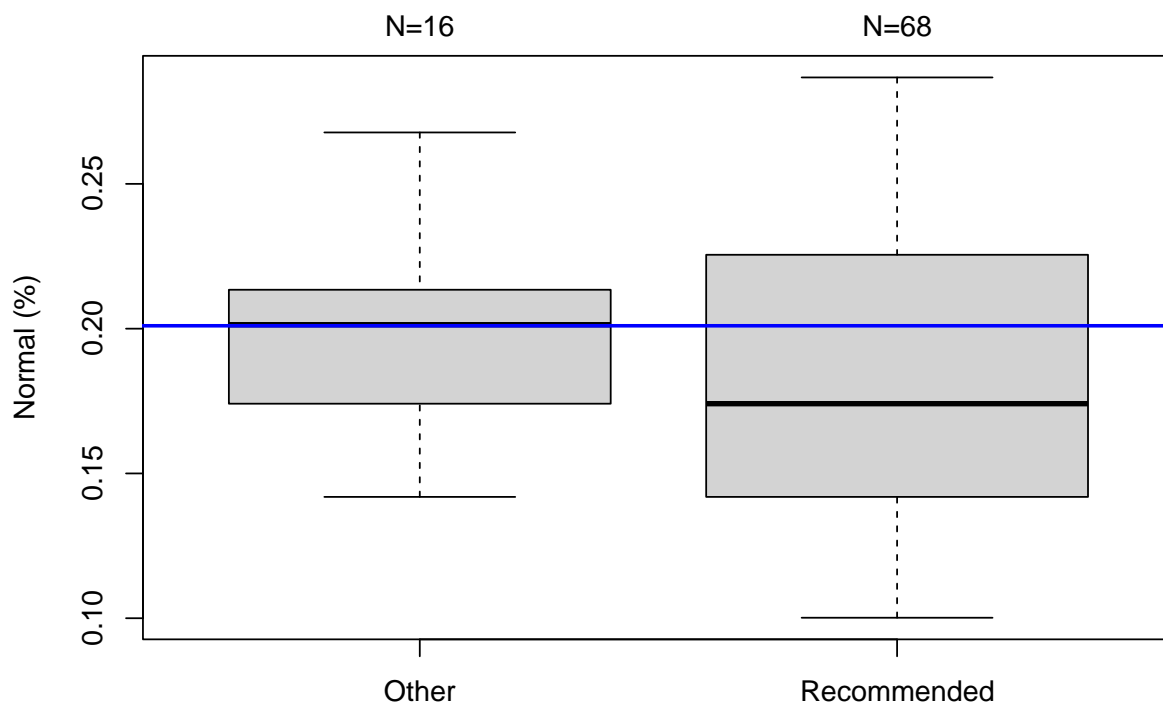 N=16 N=68
0.25
0.20
0.15
0.10
Normal (%)
Other Recommended